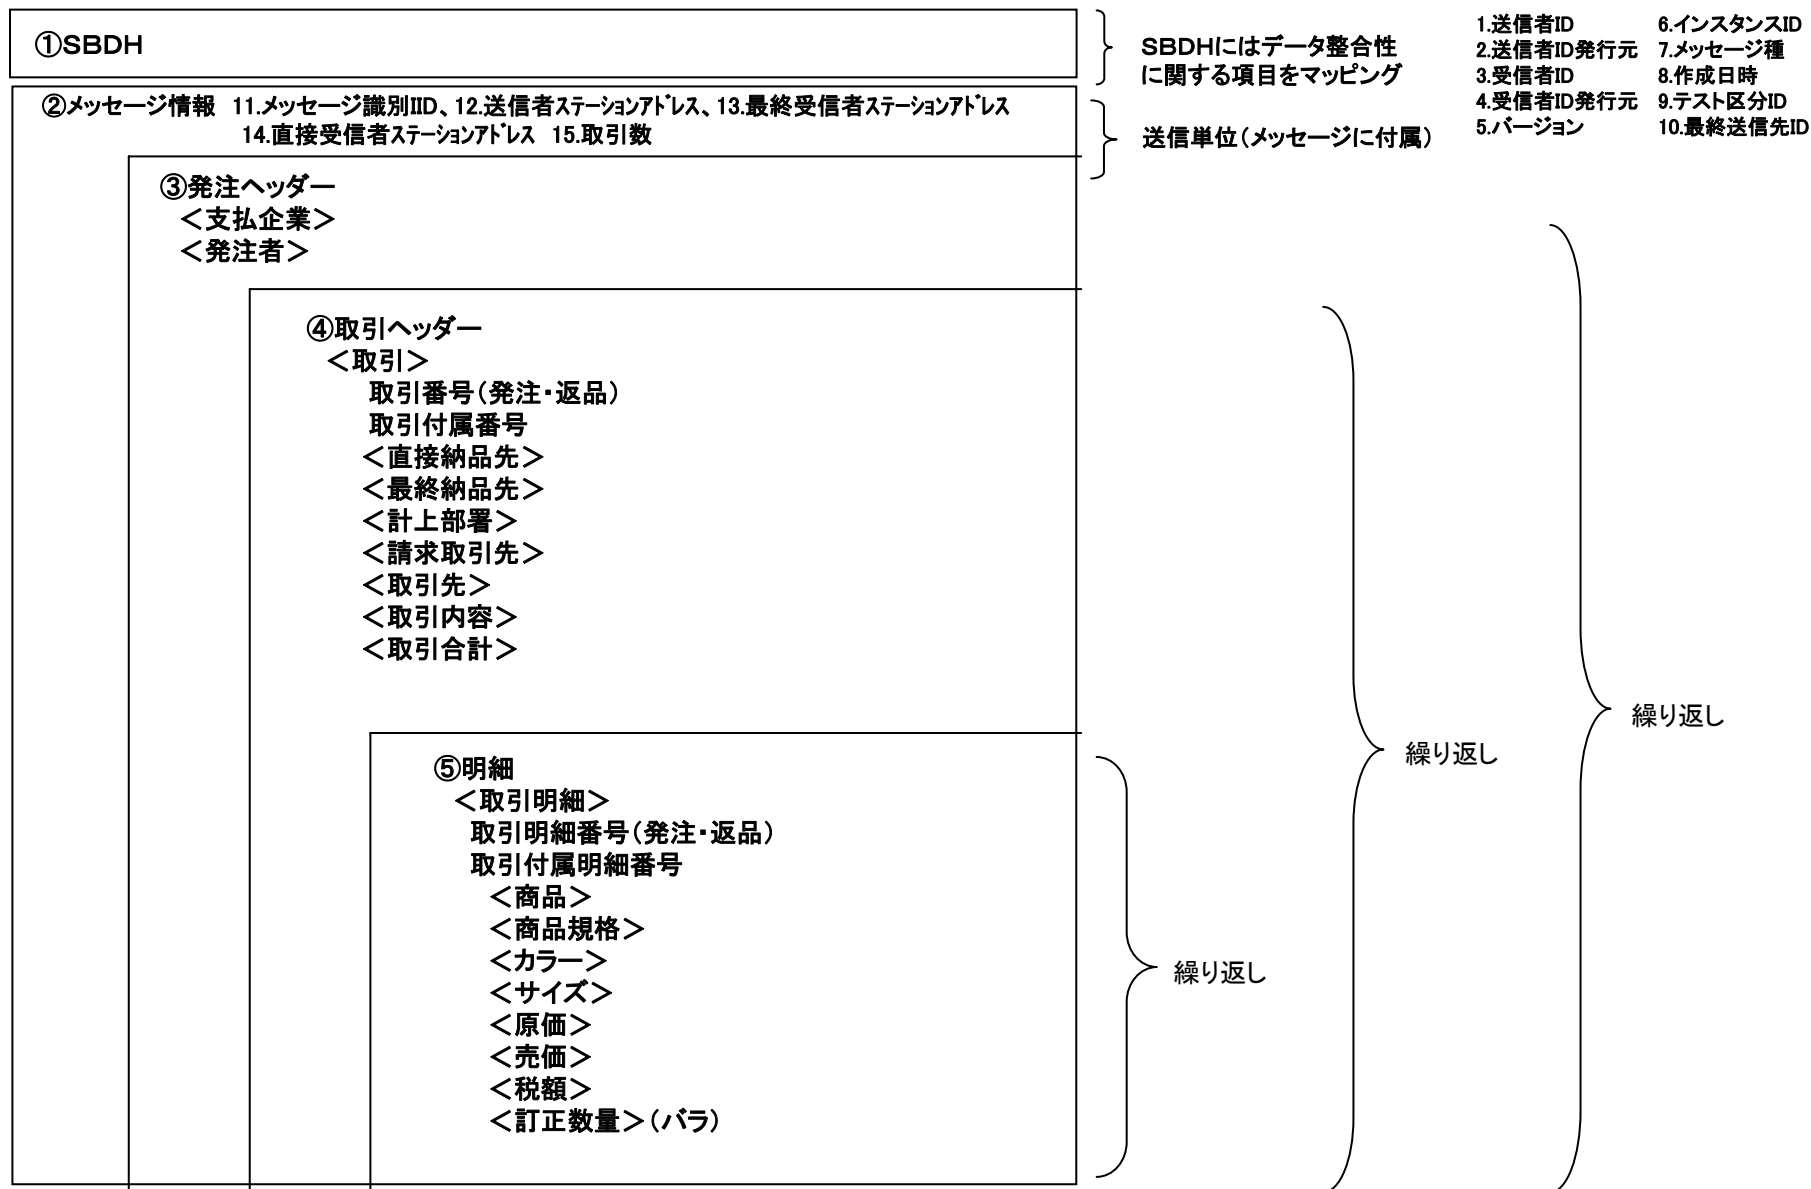 ①SBDH
SBDHにはデータ整合性
に関する項目をマッピング
1.送信者ID 6.インスタンスID
2.送信者ID発行元 7.メッセージ種
3.受信者ID 8.作成日時
4.受信者ID発行元 9.テスト区分ID
5.バージョン 10.最終送信先ID
②メッセージ情報 11.メッセージ識別IID、12.送信者ステーションアドレス、13.最終受信者ステーションアドレス
14.直接受信者ステーションアドレス 15.取引数
送信単位(メッセージに付属)
③発注ヘッダー
<支払企業>
<発注者>
④取引ヘッダー
<取引>
取引番号(発注・返品)
取引付属番号
<直接納品先>
<最終納品先>
<計上部署>
<請求取引先>
<取引先>
<取引内容>
<取引合計>
⑤明細
<取引明細>
取引明細番号(発注・返品)
取引付属明細番号
<商品>
<商品規格>
<カラー>
<サイズ>
<原価>
<売価>
<税額>
<訂正数量>(バラ)
繰り返し
繰り返し
繰り返し